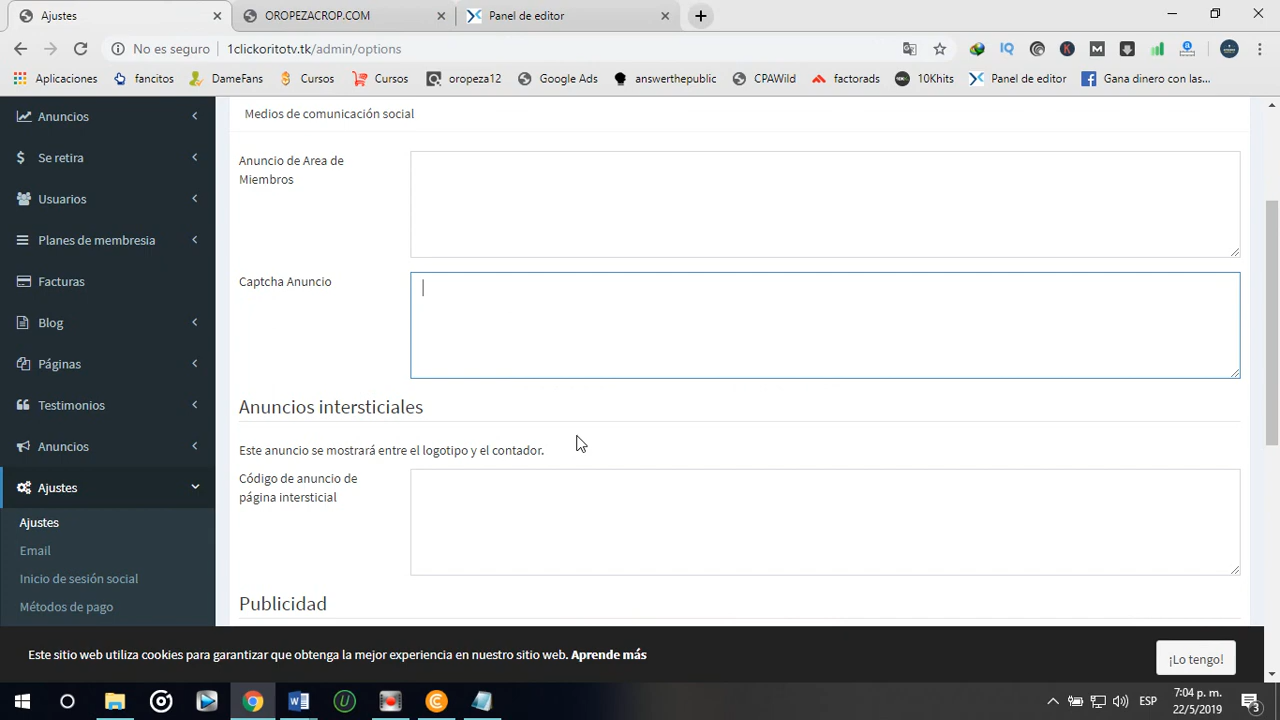 Ajustes
OROPEZACROP.COM
Panel de editor
No es seguro
1clickoritotv.tk/admin/options
Aplicaciones
fancitos
DameFans
Cursos
Cursos
oropeza12
Google Ads
answerthepublic
CPAWild
factorads
10Khits
Panel de editor
Gana dinero con las...
Anuncios
Se retira
Usuarios
Planes de membresia
Facturas
Blog
Páginas
Testimonios
Anuncios
Ajustes
Ajustes
Email
Inicio de sesión social
Métodos de pago
Medios de comunicación social
Anuncio de Area de
Miembros
Captcha Anuncio
Anuncios intersticiales
Este anuncio se mostrará entre el logotipo y el contador.
Código de anuncio de
página intersticial
Publicidad
Este sitio web utiliza cookies para garantizar que obtenga la mejor experiencia en nuestro sitio web. Aprende más
¡Lo tengo!
ESP
7:04 p. m.
22/5/2019
3